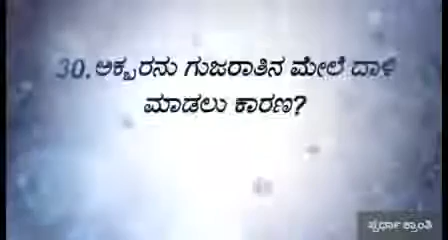 30. ಅಕ್ಬರನು ಗುಜರಾತಿನ ಮೇಲೆ ದಾಳಿ
ಮಾಡಲು ಕಾರಣ?
ಸ್ಪರ್ಧಾ ಕ್ರಾಂತಿ